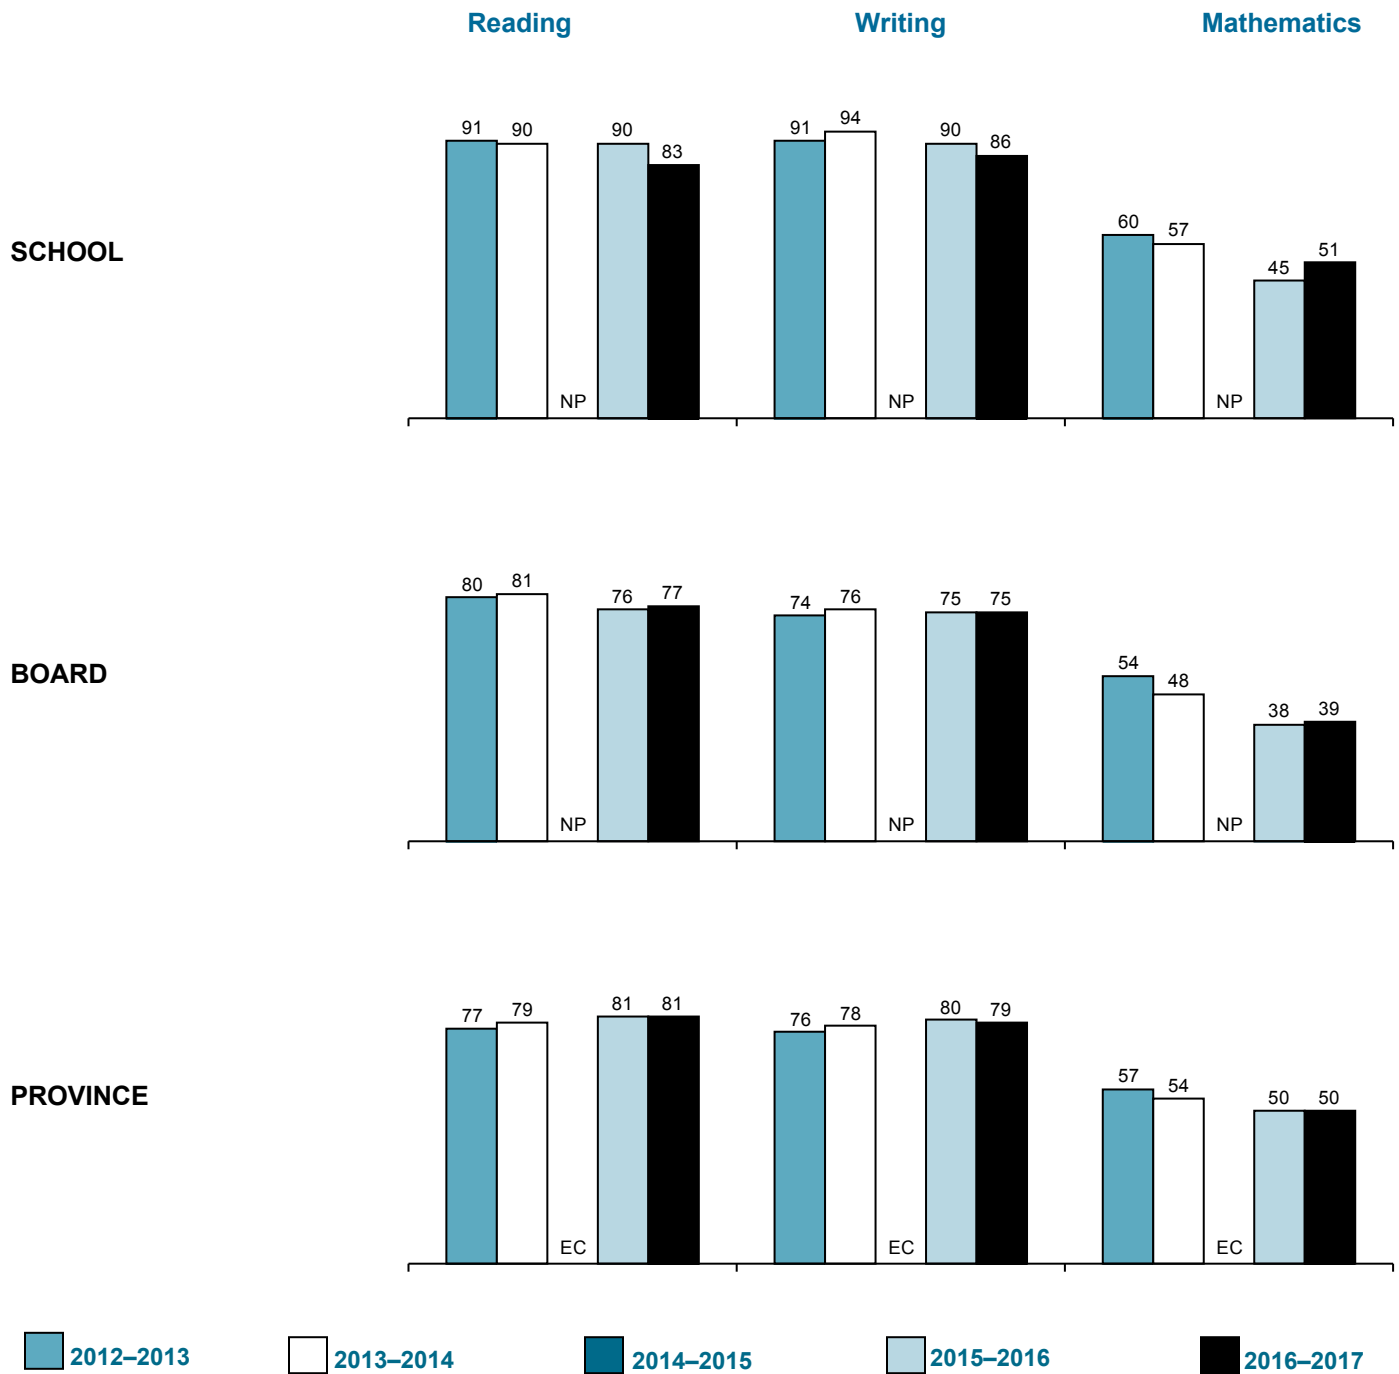 Reading Writing Mathematics
SCHOOL
91 90 NP 90 83 91 94 NP 90 86 60 57 NP 45 51
BOARD
80 81 NP 76 77 74 76 NP 75 75 54 48 NP 38 39
PROVINCE
77 79 EC 81 81 76 78 EC 80 79 57 54 EC 50 50
2012–2013 2013–2014 2014–2015 2015–2016 2016–2017